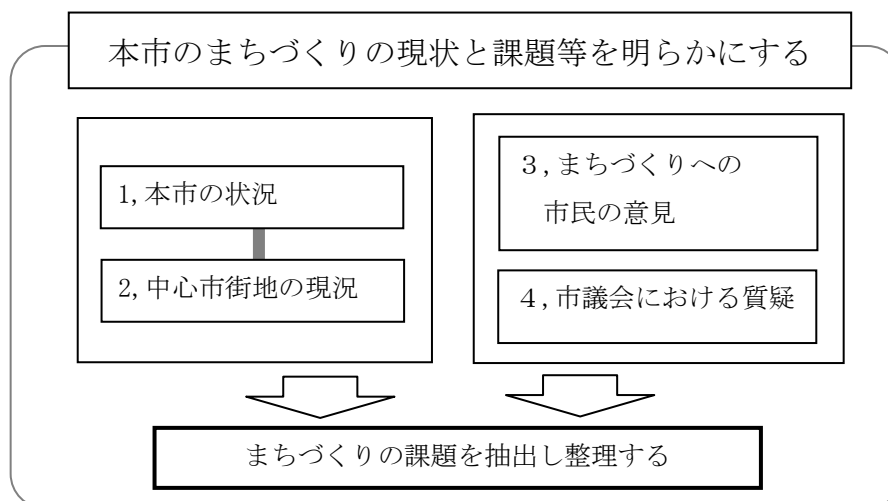 本市のまちづくりの現状と課題等を明らかにする
1,本市の状況
2,中心市街地の現況
3,まちづくりへの
市民の意見
4,市議会における質疑
まちづくりの課題を抽出し整理する